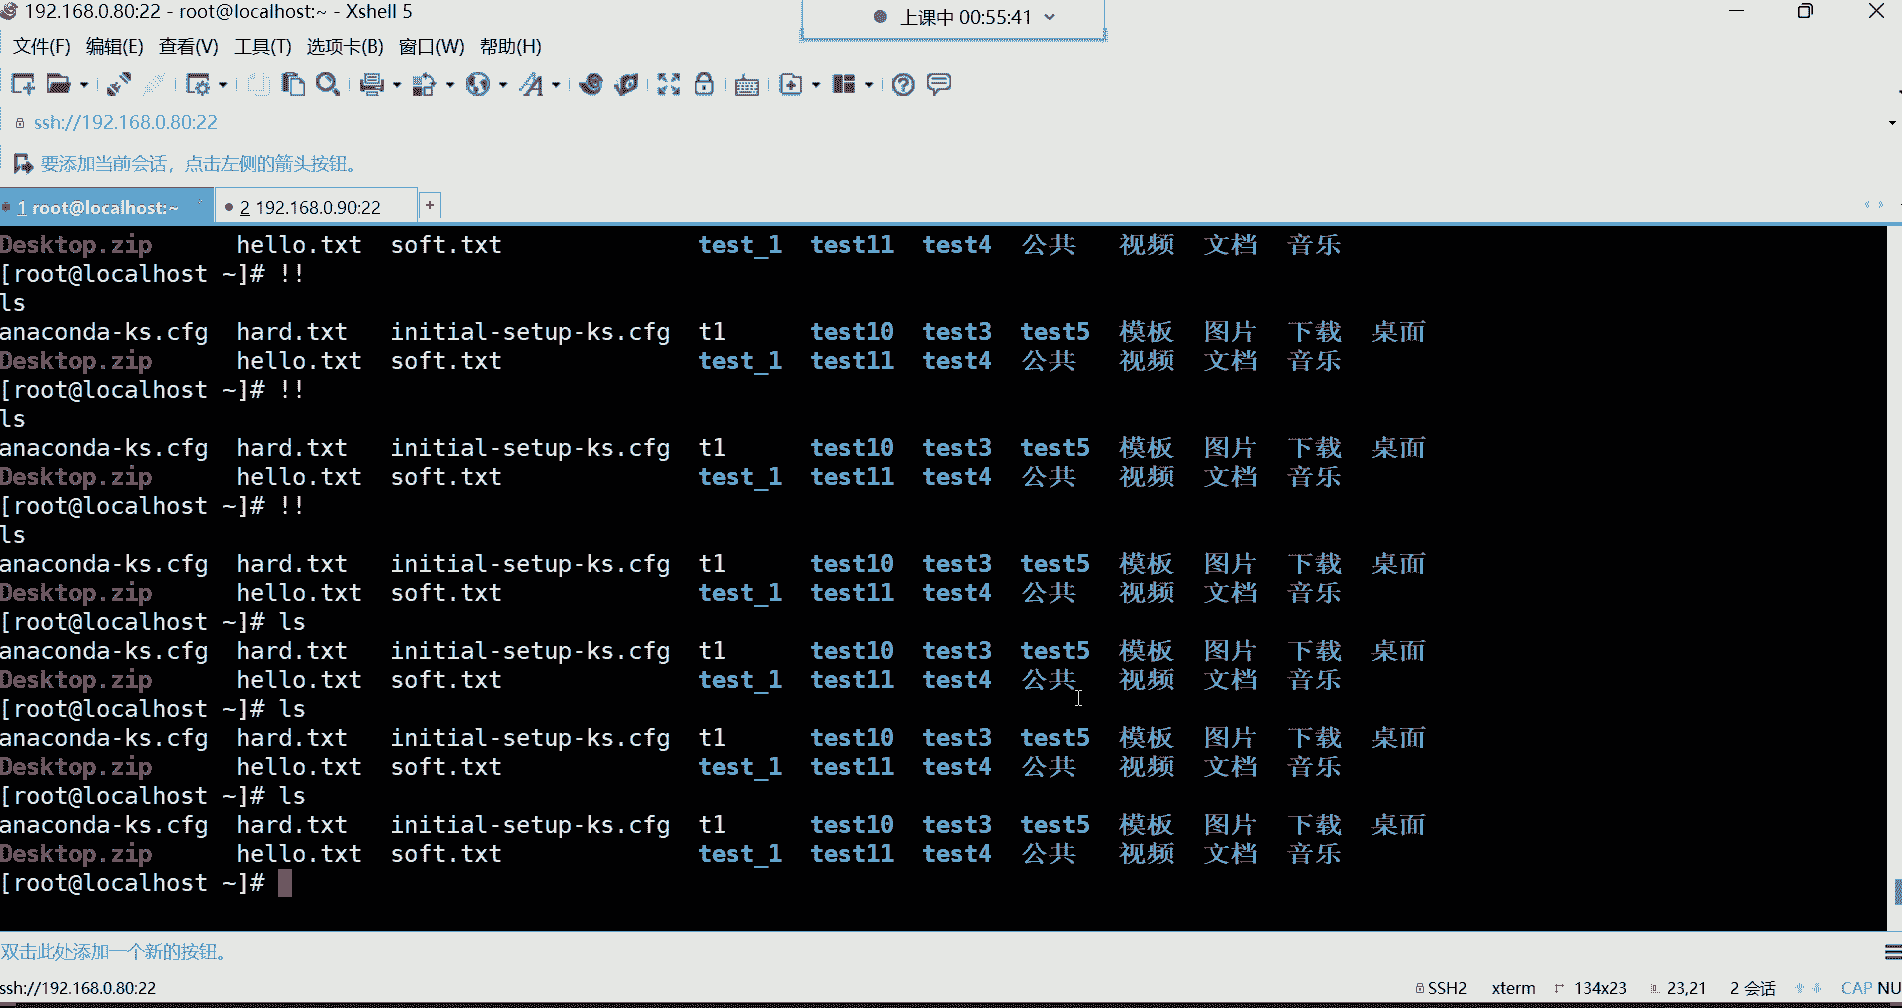 192.168.0.80:22 - root@localhost:~ - Xshell 5
上课中 00:55:41
文件(F) 编辑(E) 查看(V) 工具(T) 选项卡(B) 窗口(W) 帮助(H)
ssh://192.168.0.80:22
要添加当前会话，点击左侧的箭头按钮。
1 root@localhost:~ 2 192.168.0.90:22 +
Desktop.zip hello.txt soft.txt test_1 test11 test4 公共 视频 文档 音乐
[root@localhost ~]# !!
ls
anaconda-ks.cfg hard.txt initial-setup-ks.cfg t1 test10 test3 test5 模板 图片 下载 桌面
Desktop.zip hello.txt soft.txt test_1 test11 test4 公共 视频 文档 音乐
[root@localhost ~]# !!
ls
anaconda-ks.cfg hard.txt initial-setup-ks.cfg t1 test10 test3 test5 模板 图片 下载 桌面
Desktop.zip hello.txt soft.txt test_1 test11 test4 公共 视频 文档 音乐
[root@localhost ~]# !!
ls
anaconda-ks.cfg hard.txt initial-setup-ks.cfg t1 test10 test3 test5 模板 图片 下载 桌面
Desktop.zip hello.txt soft.txt test_1 test11 test4 公共 视频 文档 音乐
[root@localhost ~]# ls
anaconda-ks.cfg hard.txt initial-setup-ks.cfg t1 test10 test3 test5 模板 图片 下载 桌面
Desktop.zip hello.txt soft.txt test_1 test11 test4 公共 视频 文档 音乐
[root@localhost ~]# ls
anaconda-ks.cfg hard.txt initial-setup-ks.cfg t1 test10 test3 test5 模板 图片 下载 桌面
Desktop.zip hello.txt soft.txt test_1 test11 test4 公共 视频 文档 音乐
[root@localhost ~]# ls
anaconda-ks.cfg hard.txt initial-setup-ks.cfg t1 test10 test3 test5 模板 图片 下载 桌面
Desktop.zip hello.txt soft.txt test_1 test11 test4 公共 视频 文档 音乐
[root@localhost ~]#
双击此处添加一个新的按钮。
ssh://192.168.0.80:22 SSH2 xterm 134x23 23,21 2 会话 CAP NU